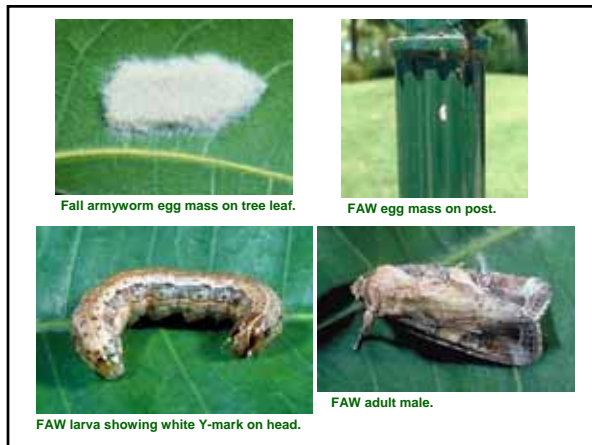 Fall armyworm egg mass on tree leaf.
FAW egg mass on post.
FAW larva showing white Y-mark on head.
FAW adult male.